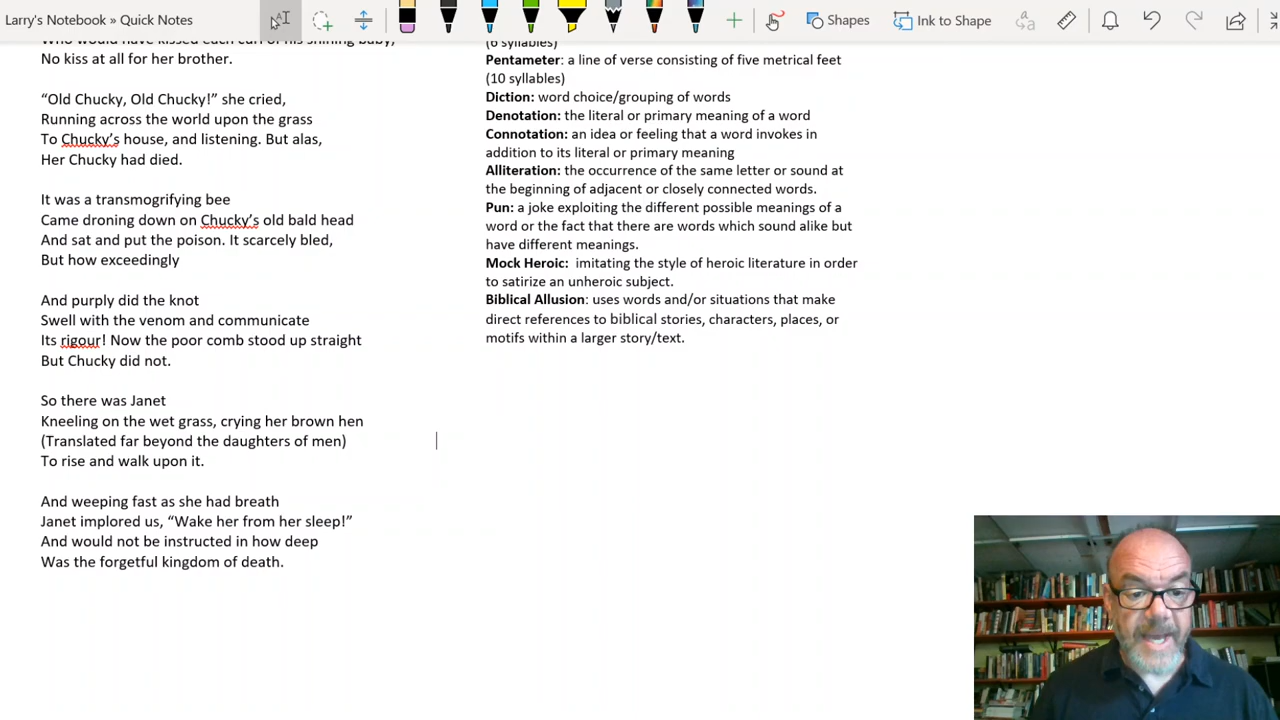 Larry's Notebook » Quick Notes
Shapes
Ink to Shape
Who would have kissed each curl of his shining baby,
No kiss at all for her brother.
“Old Chucky, Old Chucky!” she cried,
Running across the world upon the grass
To Chucky’s house, and listening. But alas,
Her Chucky had died.
It was a transmogrifying bee
Came droning down on Chucky’s old bald head
And sat and put the poison. It scarcely bled,
But how exceedingly
And purply did the knot
Swell with the venom and communicate
Its rigour! Now the poor comb stood up straight
But Chucky did not.
So there was Janet
Kneeling on the wet grass, crying her brown hen
(Translated far beyond the daughters of men)
To rise and walk upon it.
And weeping fast as she had breath
Janet implored us, “Wake her from her sleep!”
And would not be instructed in how deep
Was the forgetful kingdom of death.
(6 syllables)
Pentameter: a line of verse consisting of five metrical feet
(10 syllables)
Diction: word choice/grouping of words
Denotation: the literal or primary meaning of a word
Connotation: an idea or feeling that a word invokes in
addition to its literal or primary meaning
Alliteration: the occurrence of the same letter or sound at
the beginning of adjacent or closely connected words.
Pun: a joke exploiting the different possible meanings of a
word or the fact that there are words which sound alike but
have different meanings.
Mock Heroic:  imitating the style of heroic literature in order
to satirize an unheroic subject.
Biblical Allusion: uses words and/or situations that make
direct references to biblical stories, characters, places, or
motifs within a larger story/text.